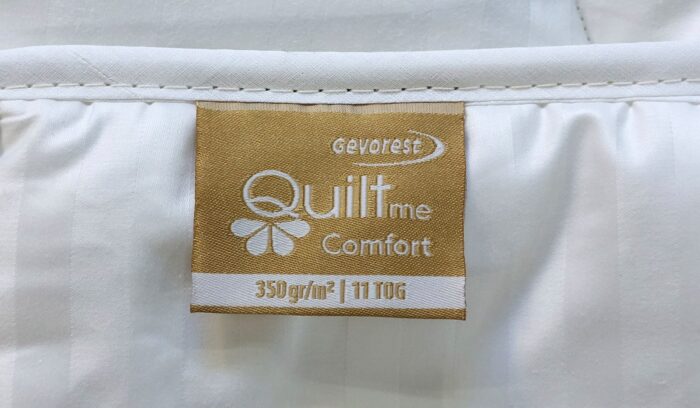 Gevorest
Quiltme
Comfort
350gr/m² | 11 TOG